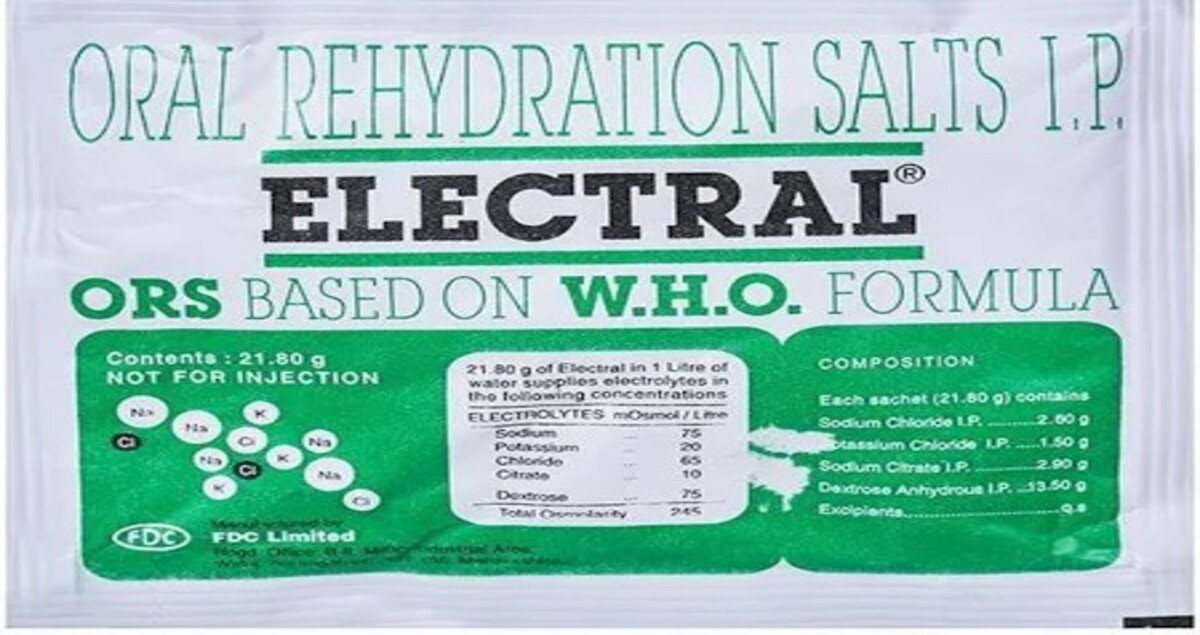 ORAL REHYDRATION SALTS I.P.
ELECTRAL®
ORS BASED ON W.H.O. FORMULA
Contents : 21.80 g
NOT FOR INJECTION
Na
K
Na
Cl
Cl
Na
Na
K
Cl
Na
K
Cl
FDC
Manufactured by
FDC Limited
21.80 g of Electral in 1 Litre of
water supplies electrolytes in
the following concentrations
ELECTROLYTES mOsmol / Litre
Sodium ... 75
Potassium ... 20
Chloride ... 65
Citrate ... 10
Dextrose ... 75
Total Osmolarity 245
COMPOSITION
Each sachet (21.80 g) contains
Sodium Chloride I.P. ......... 2.60 g
otassium Chloride I.P. .... 1.50 g
Sodium Citrate I.P. ............... 2.90 g
Dextrose Anhydrous I.P. ..13.50 g
Excipients.............................q.s